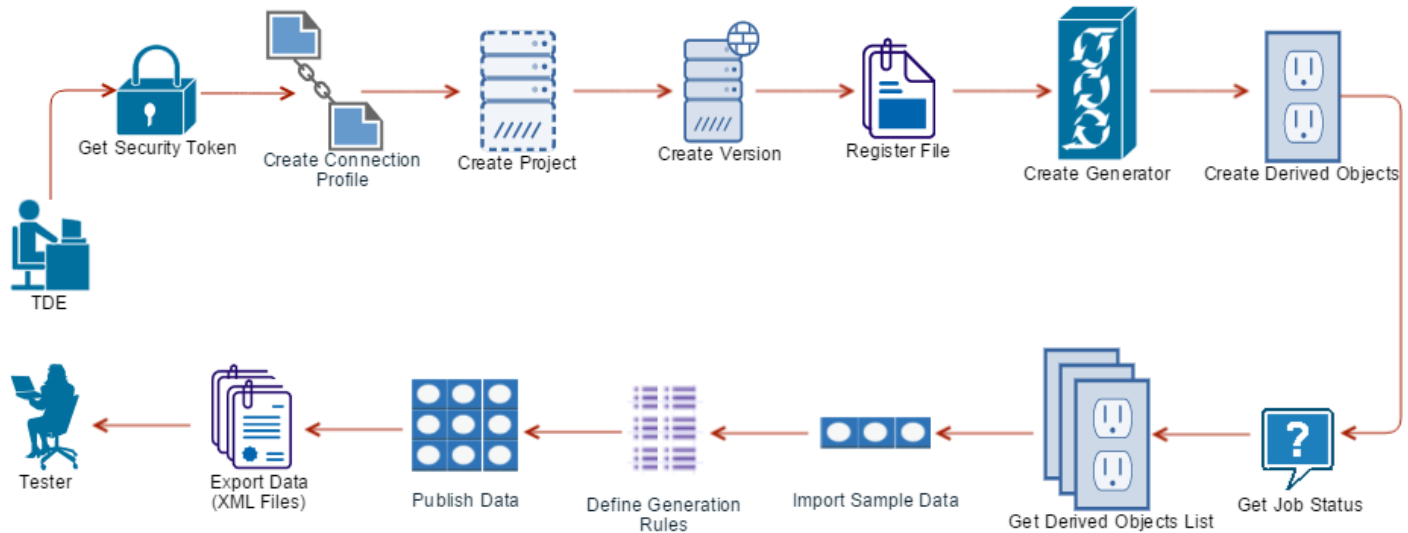 Get Security Token
Create Connection
Profile
Create Project
Create Version
Register File
Create Generator
Create Derived Objects
TDE
Tester
Export Data
(XML Files)
Publish Data
Define Generation
Rules
Import Sample Data
Get Derived Objects List
?
Get Job Status